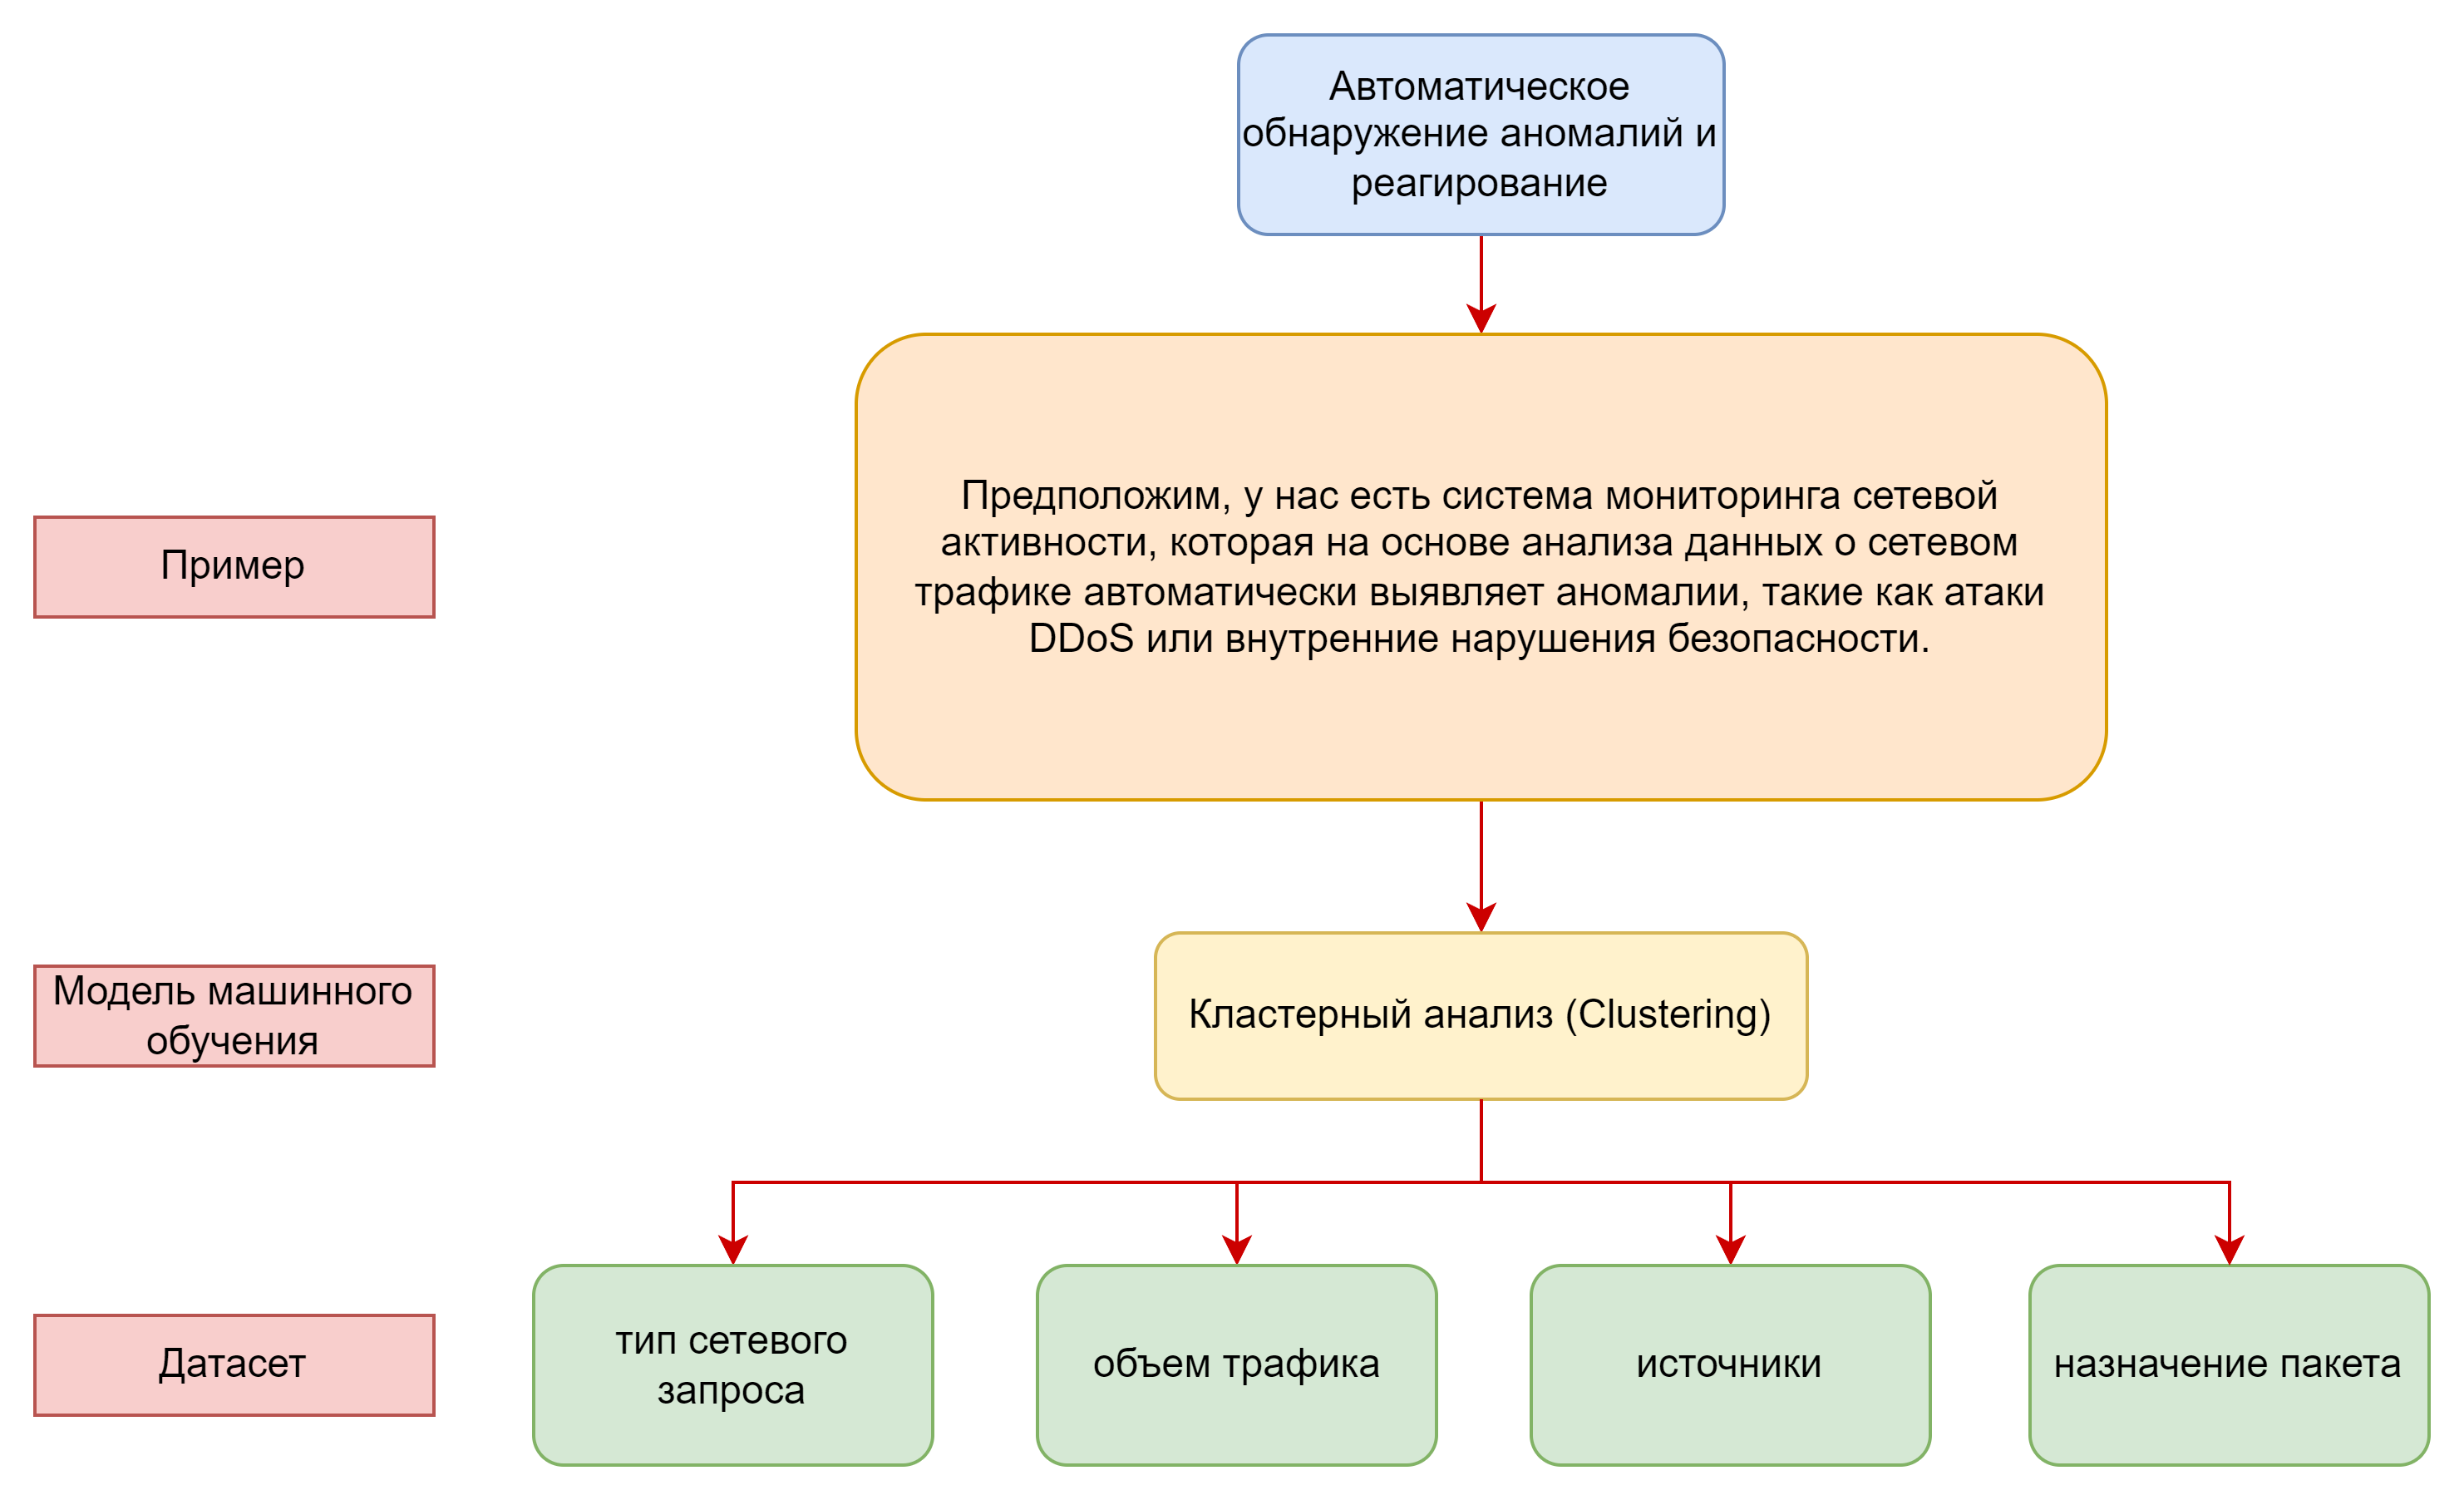 Автоматическое
обнаружение аномалий и
реагирование
Пример
Предположим, у нас есть система мониторинга сетевой
активности, которая на основе анализа данных о сетевом
трафике автоматически выявляет аномалии, такие как атаки
DDoS или внутренние нарушения безопасности.
Модель машинного
обучения
Кластерный анализ (Clustering)
Датасет
тип сетевого
запроса
объем трафика
источники
назначение пакета